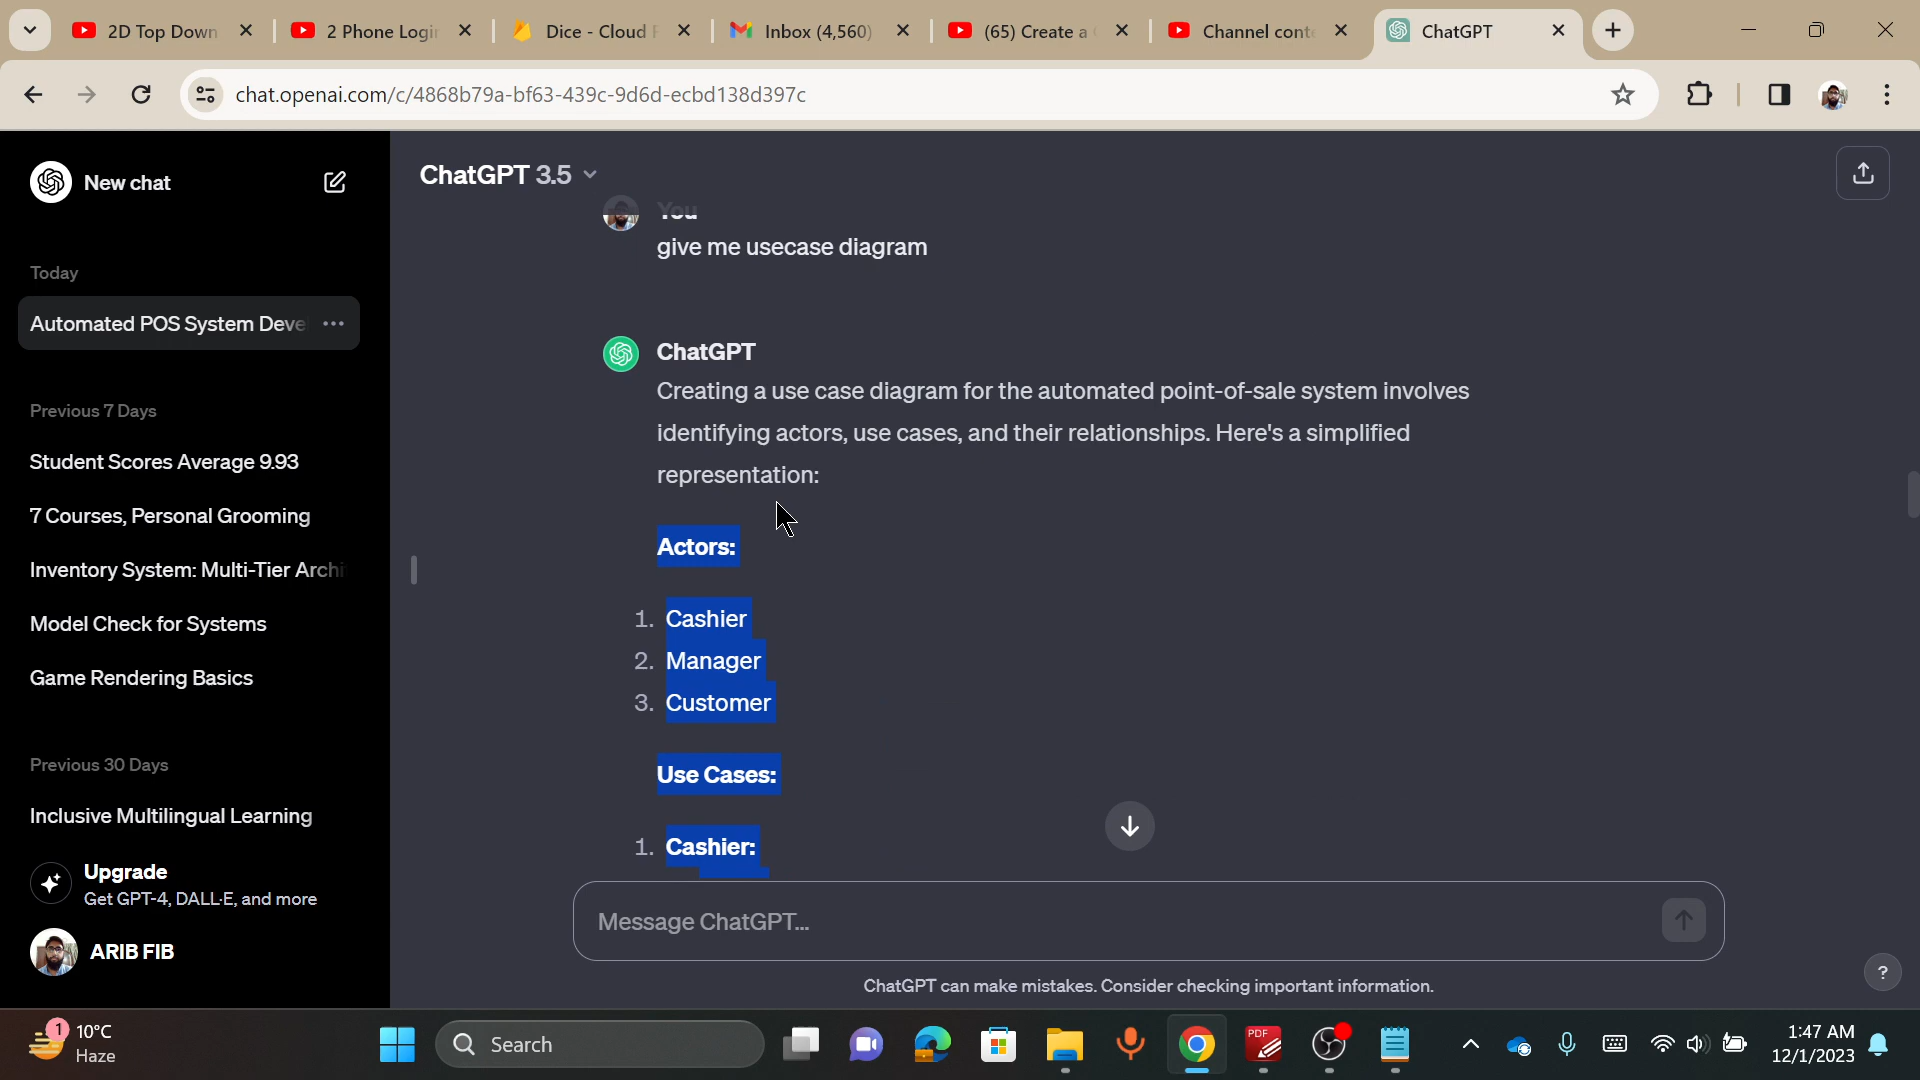 2D Top Down
2 Phone Logi
Dice - Cloud F
Inbox (4,560)
(65) Create a
Channel cont
ChatGPT
chat.openai.com/c/4868b79a-bf63-439c-9d6d-ecbd138d397c
New chat
ChatGPT 3.5
You
give me usecase diagram
Today
Automated POS System Deve
ChatGPT
Creating a use case diagram for the automated point-of-sale system involves
identifying actors, use cases, and their relationships. Here's a simplified
representation:
Previous 7 Days
Student Scores Average 9.93
7 Courses, Personal Grooming
Inventory System: Multi-Tier Archi
Model Check for Systems
Game Rendering Basics
Actors:
1. Cashier
2. Manager
3. Customer
Use Cases:
1. Cashier:
Previous 30 Days
Inclusive Multilingual Learning
Upgrade
Get GPT-4, DALL·E, and more
ARIB FIB
Message ChatGPT...
ChatGPT can make mistakes. Consider checking important information.
?
1
10°C
Haze
Search
PDF
1:47 AM
12/1/2023